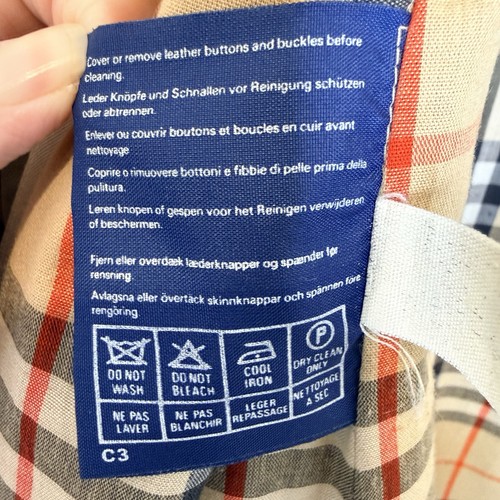 Cover or remove leather buttons and buckles before
cleaning.
Leder Knöpfe und Schnallen vor Reinigung schützen
oder abtrennen.
Enlever ou couvrir boutons et boucles en cuir avant
nettoyage
Coprire o rimuovere bottoni e fibbie di pelle prima della
pulitura.
Leren knopen of gespen voor het Reinigen verwijderen
of beschermen.
Fjern eller overdæk læderknapper og spænder før
rensning.
Avlagsna eller övertäck skinnknappar och spännen före
rengöring.
P
DO NOT
WASH
DO NOT
BLEACH
COOL
IRON
DRY CLEAN
ONLY
NE PAS
LAVER
NE PAS
BLANCHIR
LEGER
REPASSAGE
NETTOYAGE
A SEC
C3